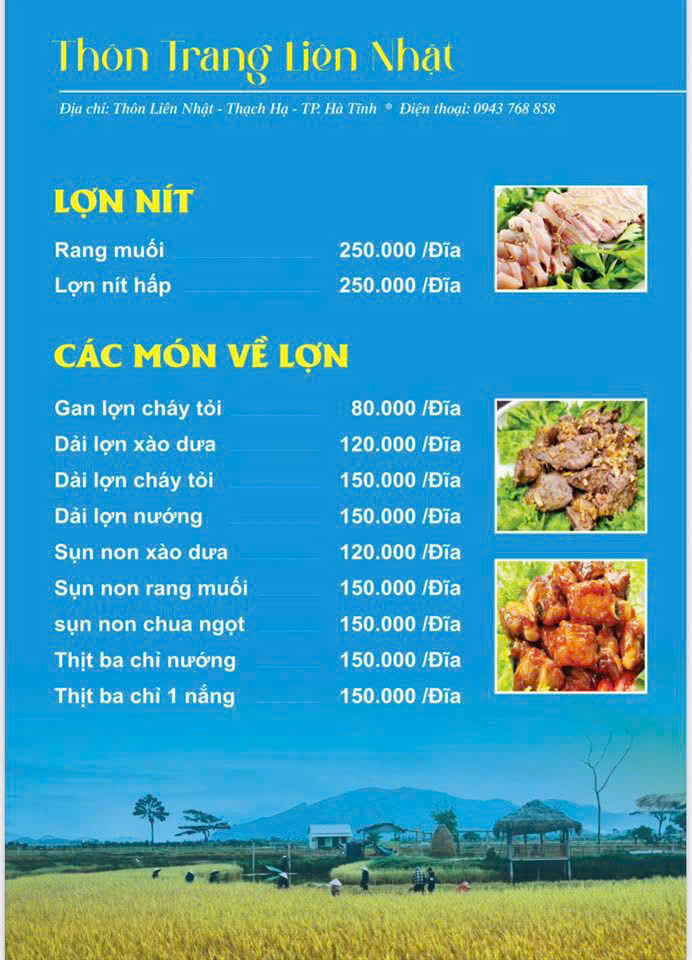 Thôn Trang Liên Nhật
Địa chỉ: Thôn Liên Nhật - Thạch Hạ - TP. Hà Tĩnh * Điện thoại: 0943 768 858
LỢN NÍT
Rang muối 250.000 /Đĩa
Lợn nít hấp 250.000 /Đĩa
CÁC MÓN VỀ LỢN
Gan lợn cháy tỏi 80.000 /Đĩa
Dải lợn xào dưa 120.000 /Đĩa
Dải lợn cháy tỏi 150.000 /Đĩa
Dải lợn nướng 150.000 /Đĩa
Sụn non xào dưa 120.000 /Đĩa
Sụn non rang muối 150.000 /Đĩa
sụn non chua ngọt 150.000 /Đĩa
Thịt ba chỉ nướng 150.000 /Đĩa
Thịt ba chỉ 1 nắng 150.000 /Đĩa